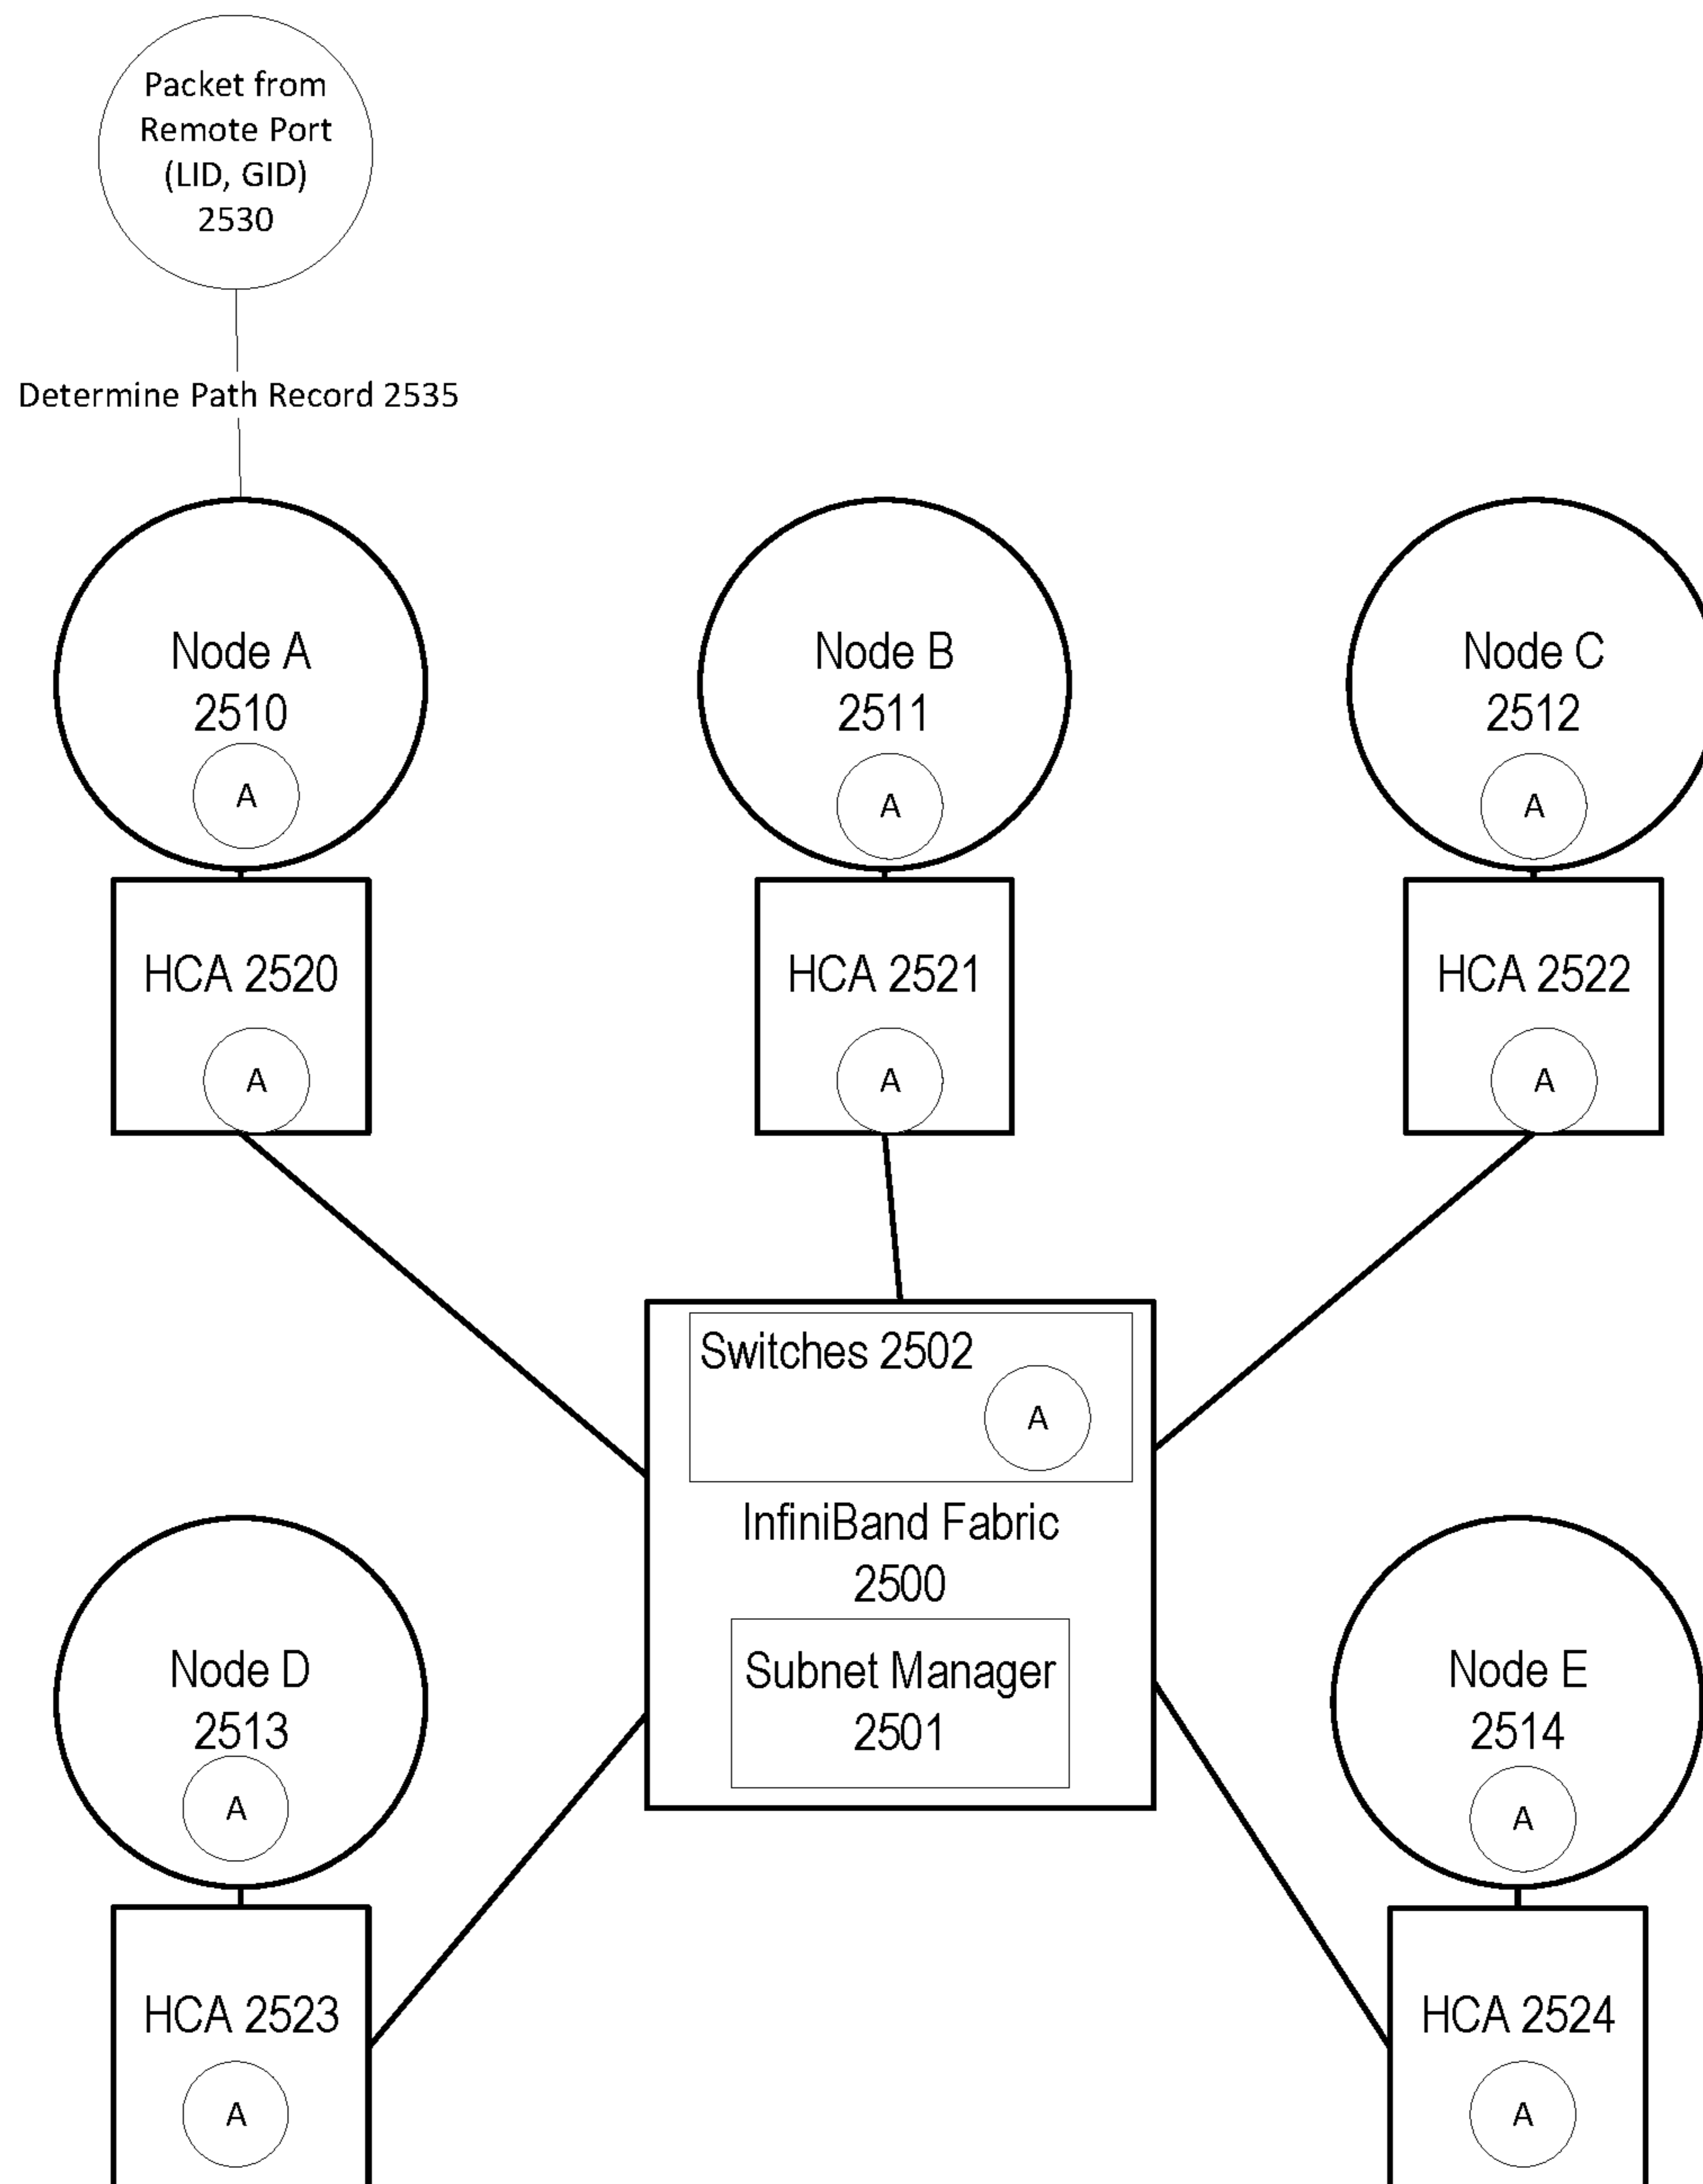 Packet from
Remote Port
(LID, GID)
2530
Determine Path Record 2535
Node A
2510
A
Node B
2511
A
Node C
2512
A
HCA 2520
A
HCA 2521
A
HCA 2522
A
Switches 2502
A
InfiniBand Fabric
2500
Subnet Manager
2501
Node D
2513
A
Node E
2514
A
HCA 2523
A
HCA 2524
A